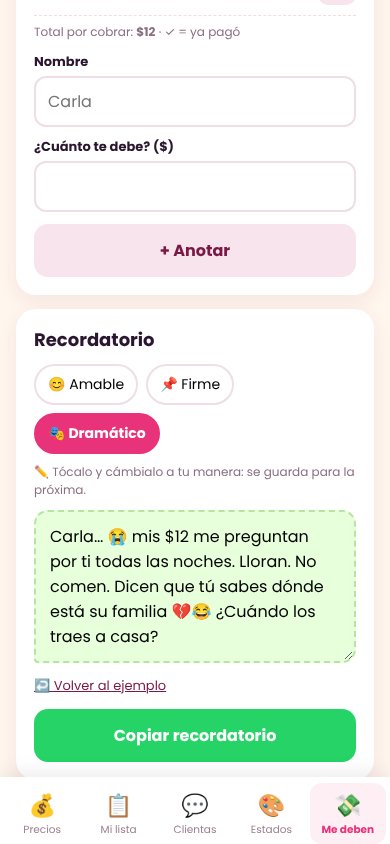 Total por cobrar: $12 · ✓ = ya pagó
Nombre
Carla
¿Cuánto te debe? ($)
+ Anotar
Recordatorio
😊 Amable
📌 Firme
🎭 Dramático
✏️ Tócalo y cámbialo a tu manera: se guarda para la
próxima.
Carla… 😭 mis $12 me preguntan
por ti todas las noches. Lloran. No
comen. Dicen que tú sabes dónde
está su familia 💔😂 ¿Cuándo los
traes a casa?
↩️ Volver al ejemplo
Copiar recordatorio
Precios
Mi lista
Clientas
Estados
Me deben